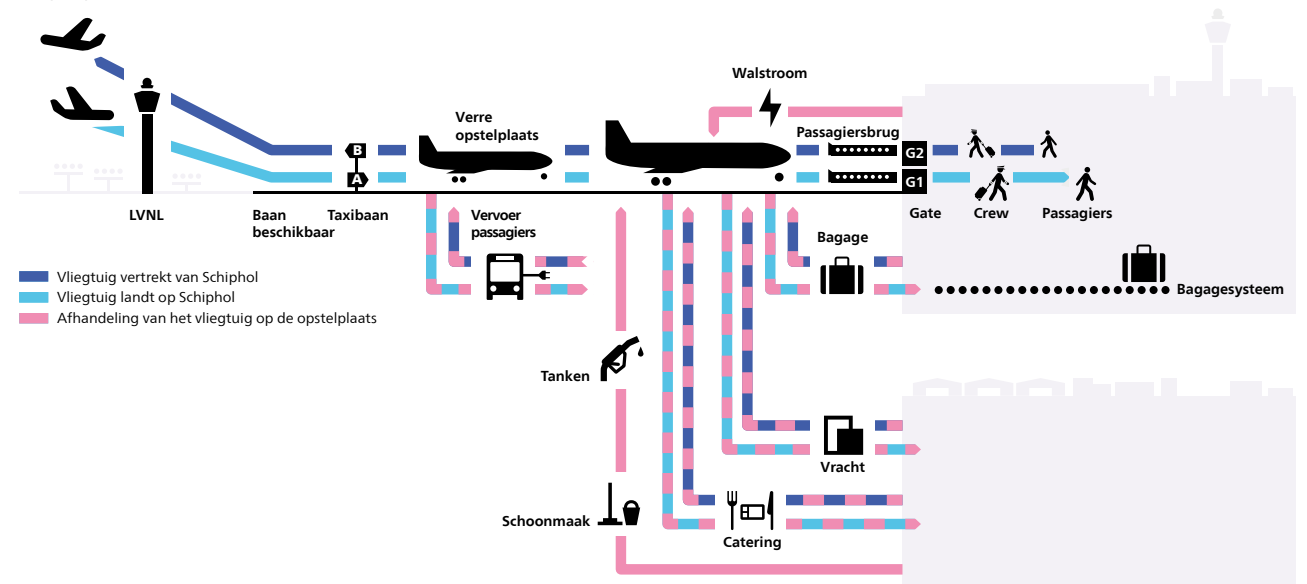 Walstroom
Verre
opstelplaats
Passagiersbrug
B
G2
A
G1
LVNL
Baan
beschikbaar
Taxibaan
Vervoer
passagiers
Gate
Crew
Passagiers
Bagage
Vliegtuig vertrekt van Schiphol
Vliegtuig landt op Schiphol
Afhandeling van het vliegtuig op de opstelplaats
Bagagesysteem
Tanken
Vracht
Schoonmaak
Catering